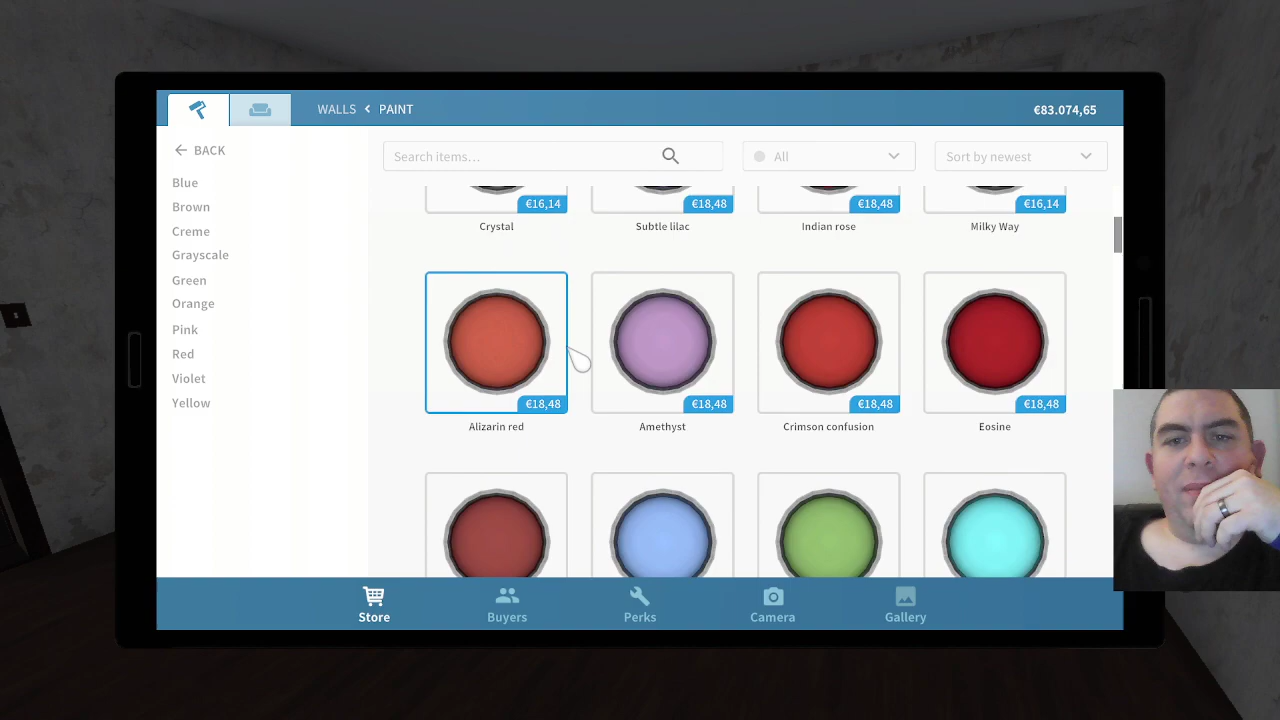 WALLS < PAINT
€83.074,65
BACK
Search items...
All
Sort by newest
Blue
Brown
Creme
Grayscale
Green
Orange
Pink
Red
Violet
Yellow
€16,14
€18,48
€18,48
€16,14
Crystal
Subtle lilac
Indian rose
Milky Way
€18,48
€18,48
€18,48
€18,48
Alizarin red
Amethyst
Crimson confusion
Eosine
Store
Buyers
Perks
Camera
Gallery